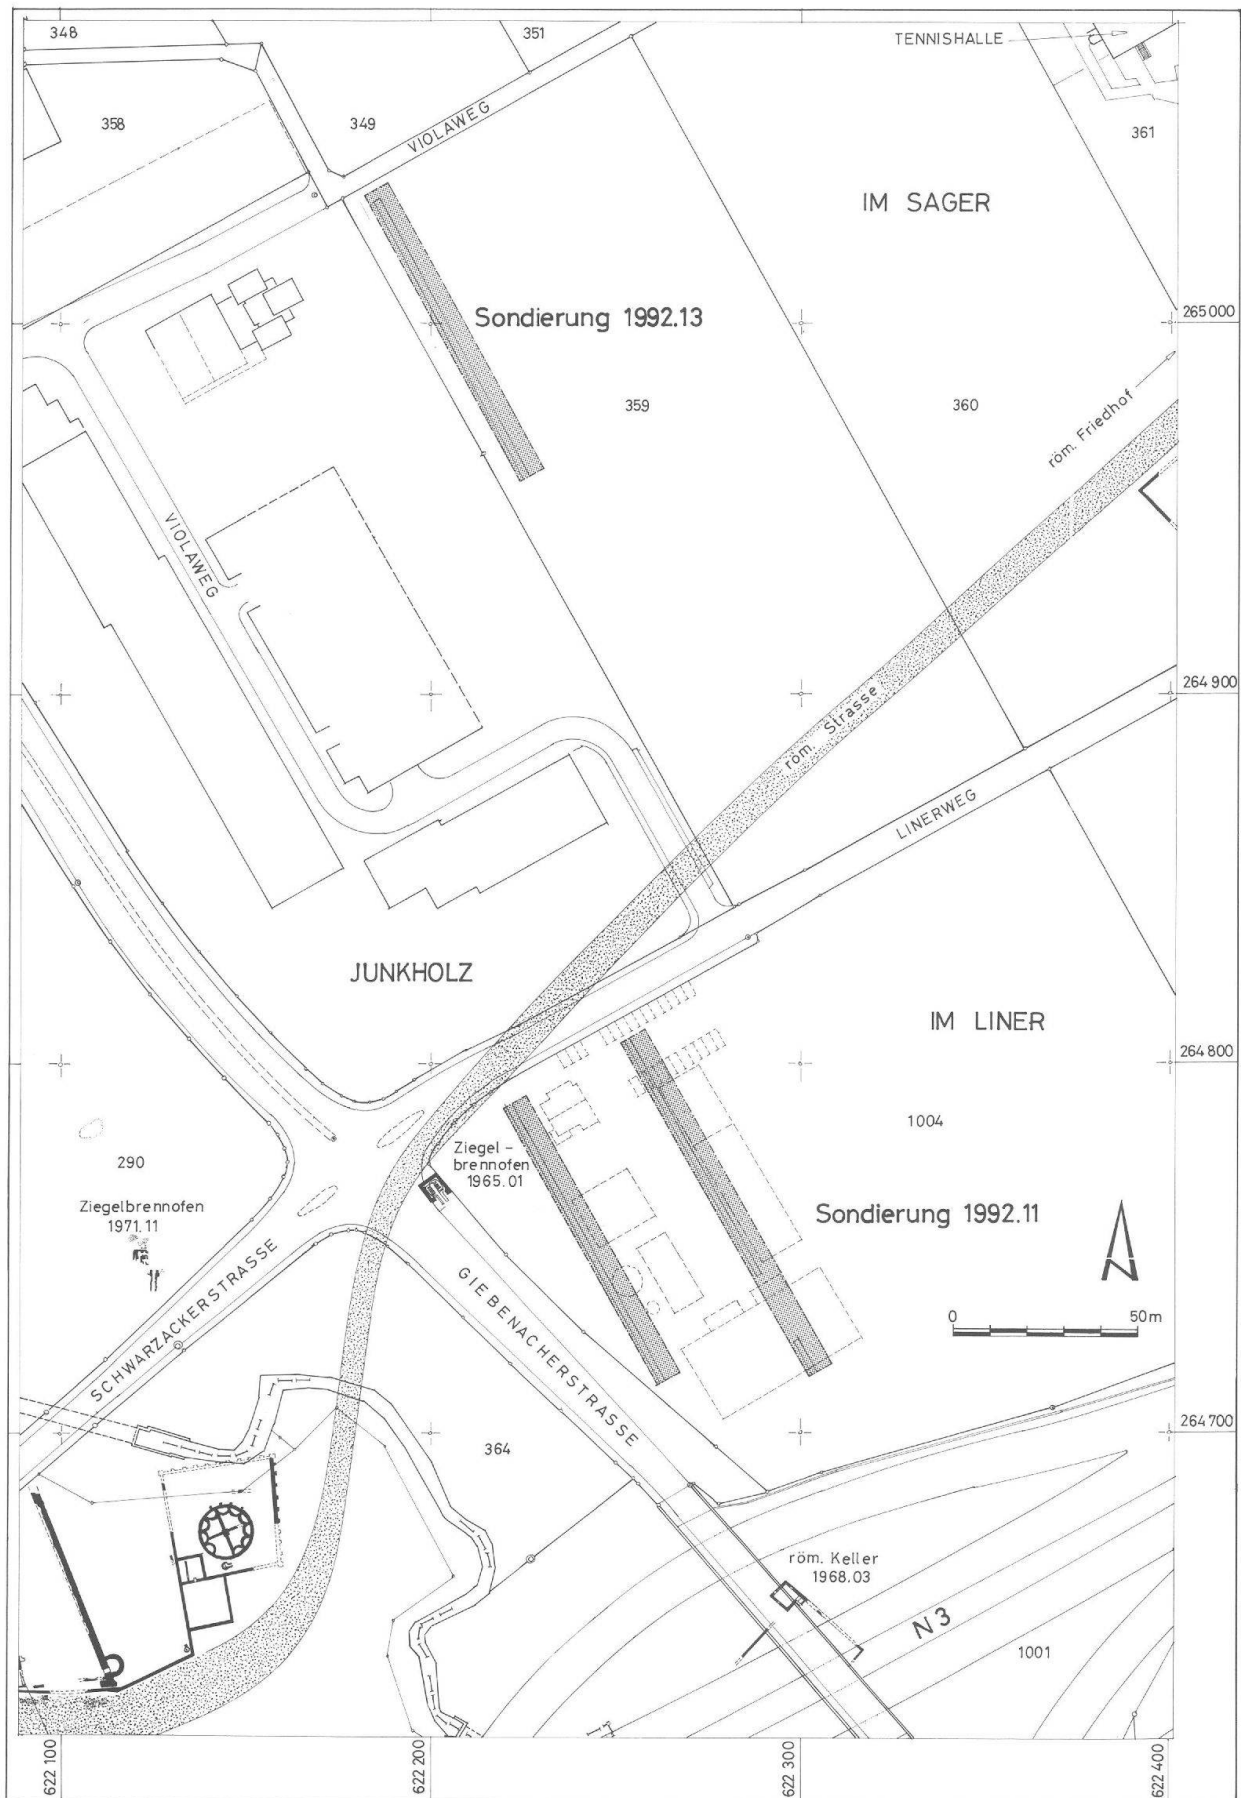 348
351
TENNISHALLE
358
349
VIOLAWEG
361
IM SAGER
Sondierung 1992.13
265 000
359
360
röm. Friedhof
VIOLAWEG
264 900
röm. Strasse
LINERWEG
JUNKHOLZ
IM LINER
264 800
1004
Ziegel –
brennofen
1965.01
290
Ziegelbrennofen
1971.11
Sondierung 1992.11
N
SCHWARZACKERSTRASSE
GIEBENACHERSTRASSE
0
50m
264 700
364
röm. Keller
1968.03
N 3
1001
622 100
622 200
622 300
622 400